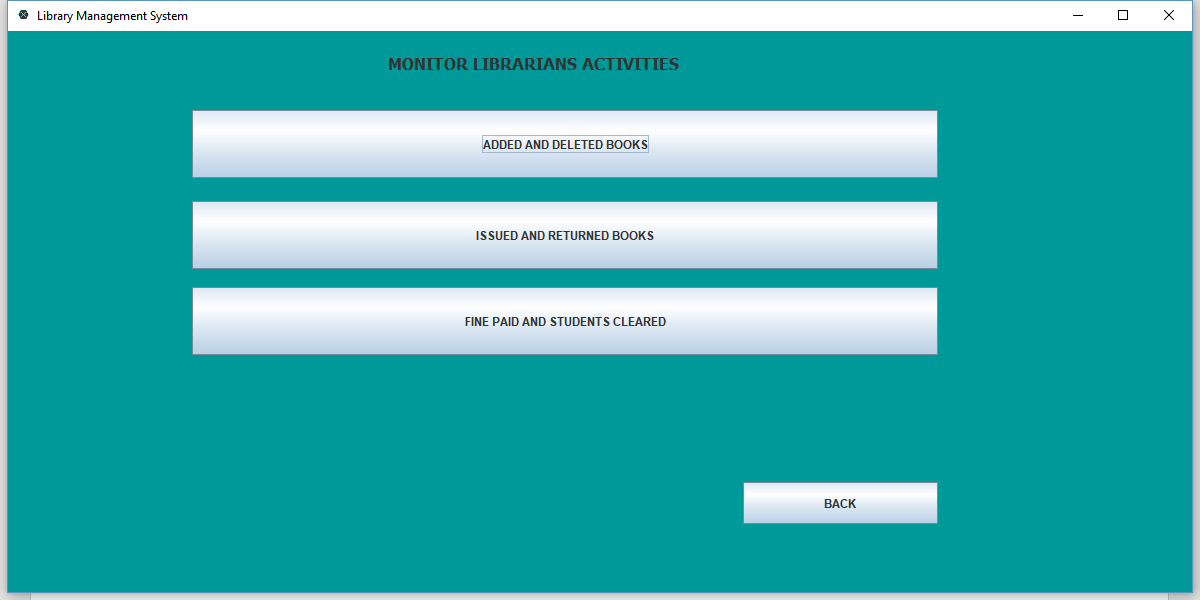 Library Management System
MONITOR LIBRARIANS ACTIVITIES
ADDED AND DELETED BOOKS
ISSUED AND RETURNED BOOKS
FINE PAID AND STUDENTS CLEARED
BACK